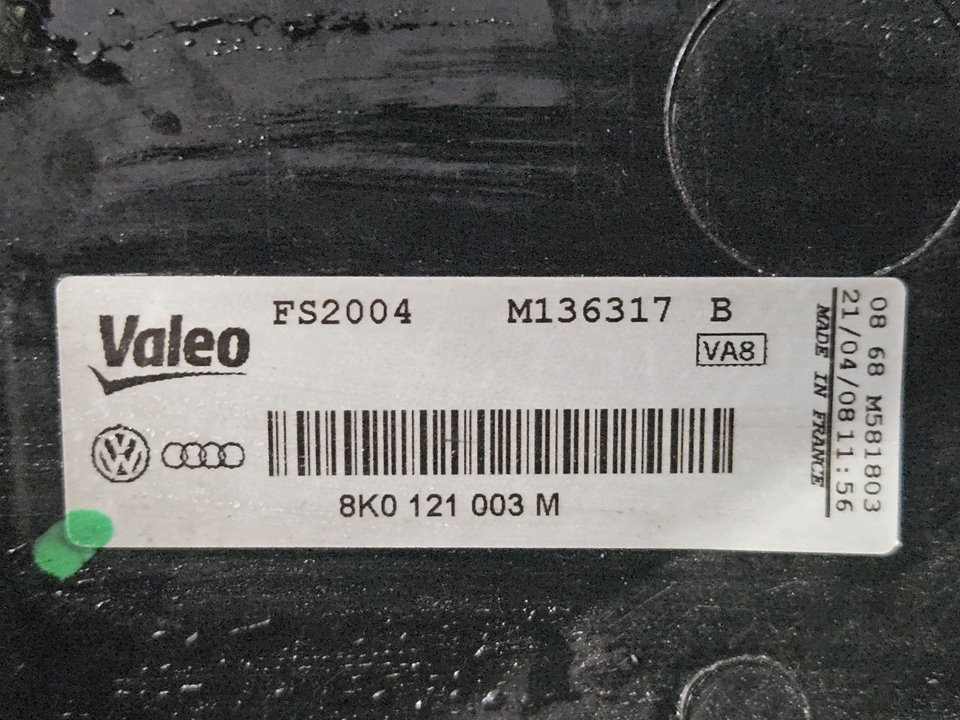 FS2004 M136317 B
Valeo
VA8
8K0 121 003 M
08 68 M581803
21/04/08 11:56
MADE IN FRANCE